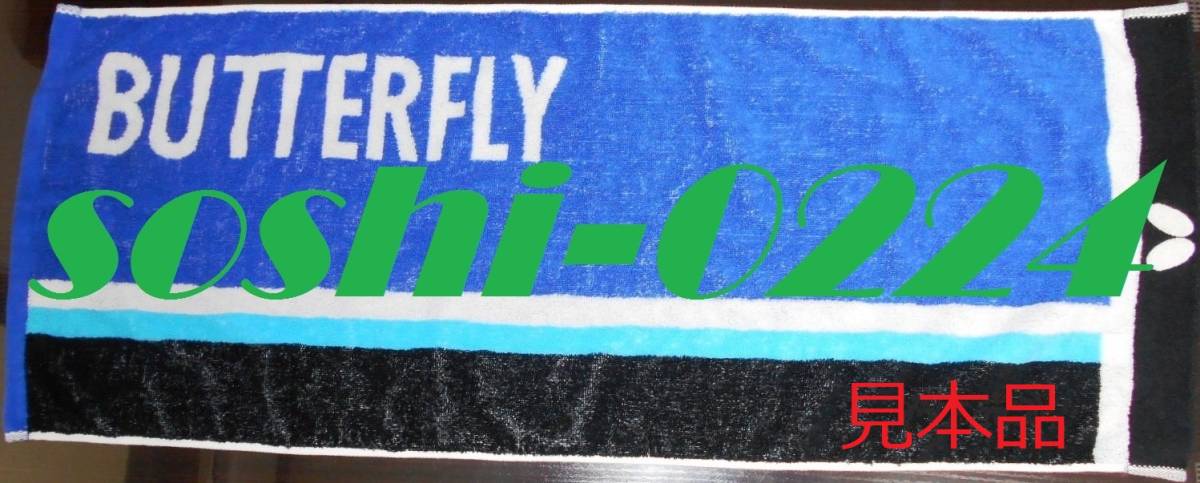 BUTTERFLY
soshi-0224
見本品